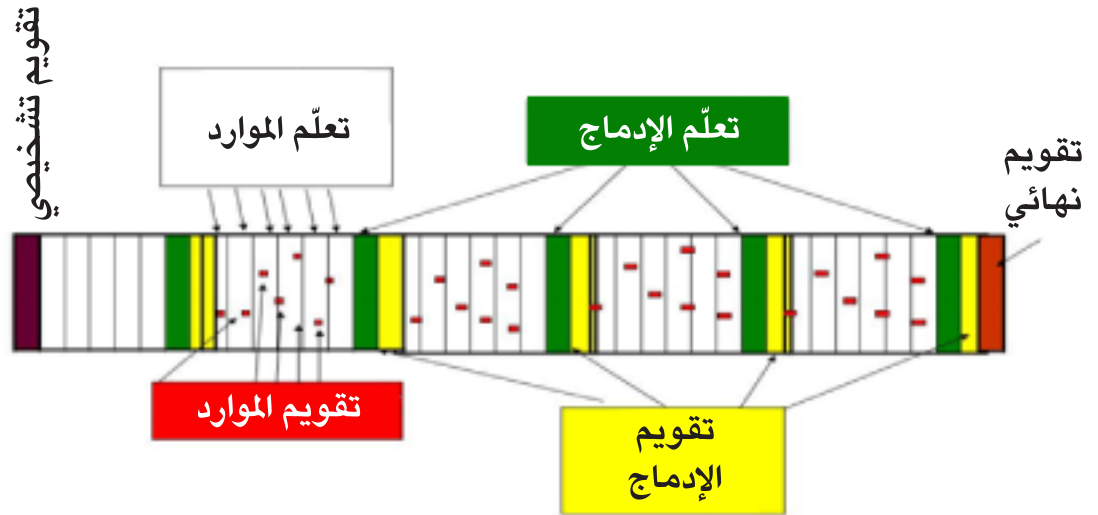 تقويم تشخيصي
تعلّم الموارد
تعلّم الإدماج
تقويم
نهائي
تقويم الموارد
تقويم
الإدماج